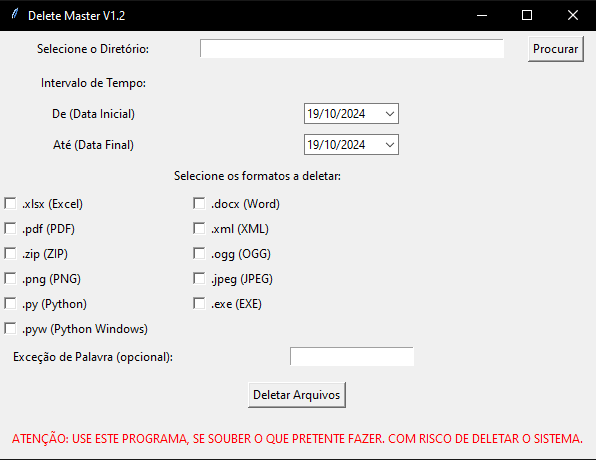 Delete Master V1.2
Selecione o Diretório:
Procurar
Intervalo de Tempo:
De (Data Inicial)
19/10/2024
Até (Data Final)
19/10/2024
Selecione os formatos a deletar:
.xlsx (Excel)
.docx (Word)
.pdf (PDF)
.xml (XML)
.zip (ZIP)
.ogg (OGG)
.png (PNG)
.jpeg (JPEG)
.py (Python)
.exe (EXE)
.pyw (Python Windows)
Exceção de Palavra (opcional):
Deletar Arquivos
ATENÇÃO: USE ESTE PROGRAMA, SE SOUBER O QUE PRETENTE FAZER. COM RISCO DE DELETAR O SISTEMA.